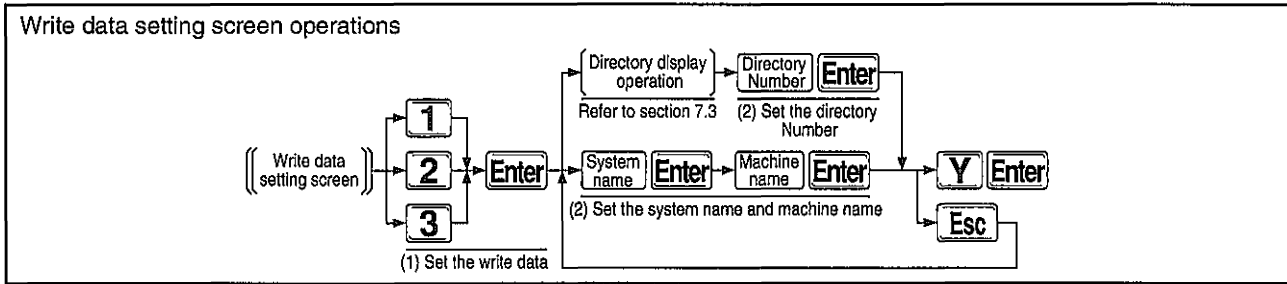 Write data setting screen operations
Directory display
operation
Directory
Number
Enter
Refer to section 7.3
(2) Set the directory
Number
Write data
setting screen
1
2
3
Enter
(1) Set the write data
System
name
Enter
Machine
name
Enter
(2) Set the system name and machine name
Y
Enter
Esc